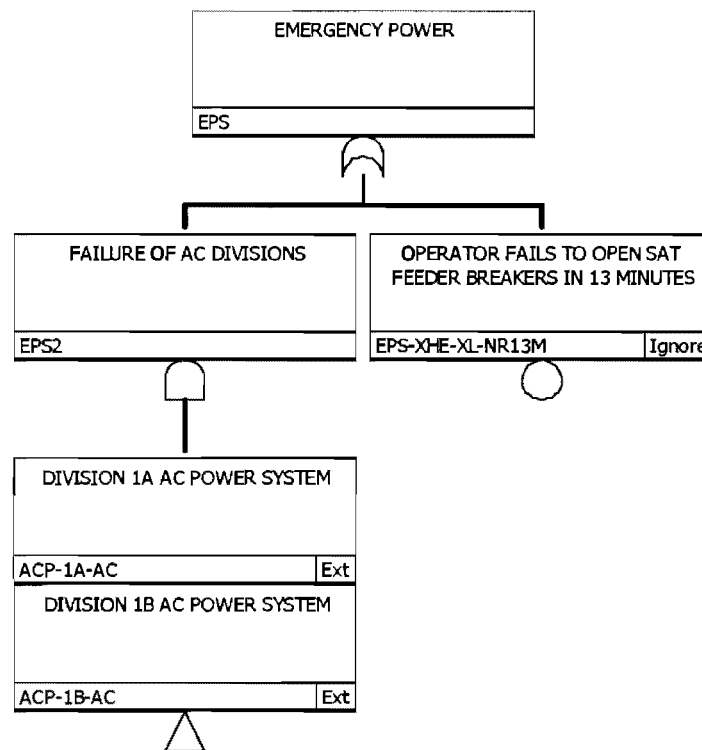 EMERGENCY POWER
EPS
FAILURE OF AC DIVISIONS
EPS2
OPERATOR FAILS TO OPEN SAT
FEEDER BREAKERS IN 13 MINUTES
EPS-XHE-XL-NR13M
Ignore
DIVISION 1A AC POWER SYSTEM
ACP-1A-AC
Ext
DIVISION 1B AC POWER SYSTEM
ACP-1B-AC
Ext